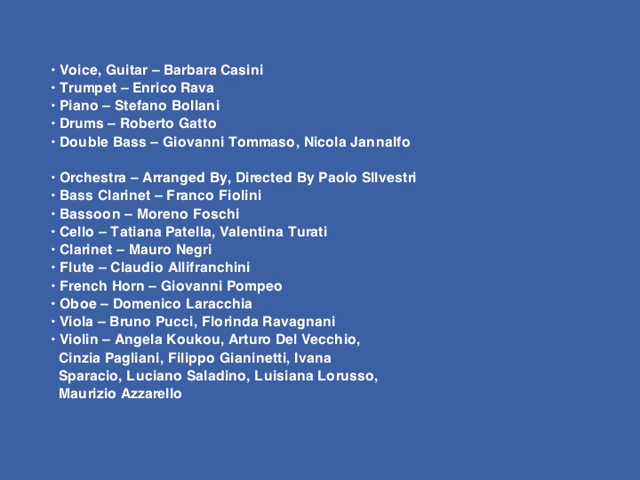 • Voice, Guitar – Barbara Casini
• Trumpet – Enrico Rava
• Piano – Stefano Bollani
• Drums – Roberto Gatto
• Double Bass – Giovanni Tommaso, Nicola Jannalfo
• Orchestra – Arranged By, Directed By Paolo SIlvestri
• Bass Clarinet – Franco Fiolini
• Bassoon – Moreno Foschi
• Cello – Tatiana Patella, Valentina Turati
• Clarinet – Mauro Negri
• Flute – Claudio Allifranchini
• French Horn – Giovanni Pompeo
• Oboe – Domenico Laracchia
• Viola – Bruno Pucci, Florinda Ravagnani
• Violin – Angela Koukou, Arturo Del Vecchio,
Cinzia Pagliani, Filippo Gianinetti, Ivana
Sparacio, Luciano Saladino, Luisiana Lorusso,
Maurizio Azzarello